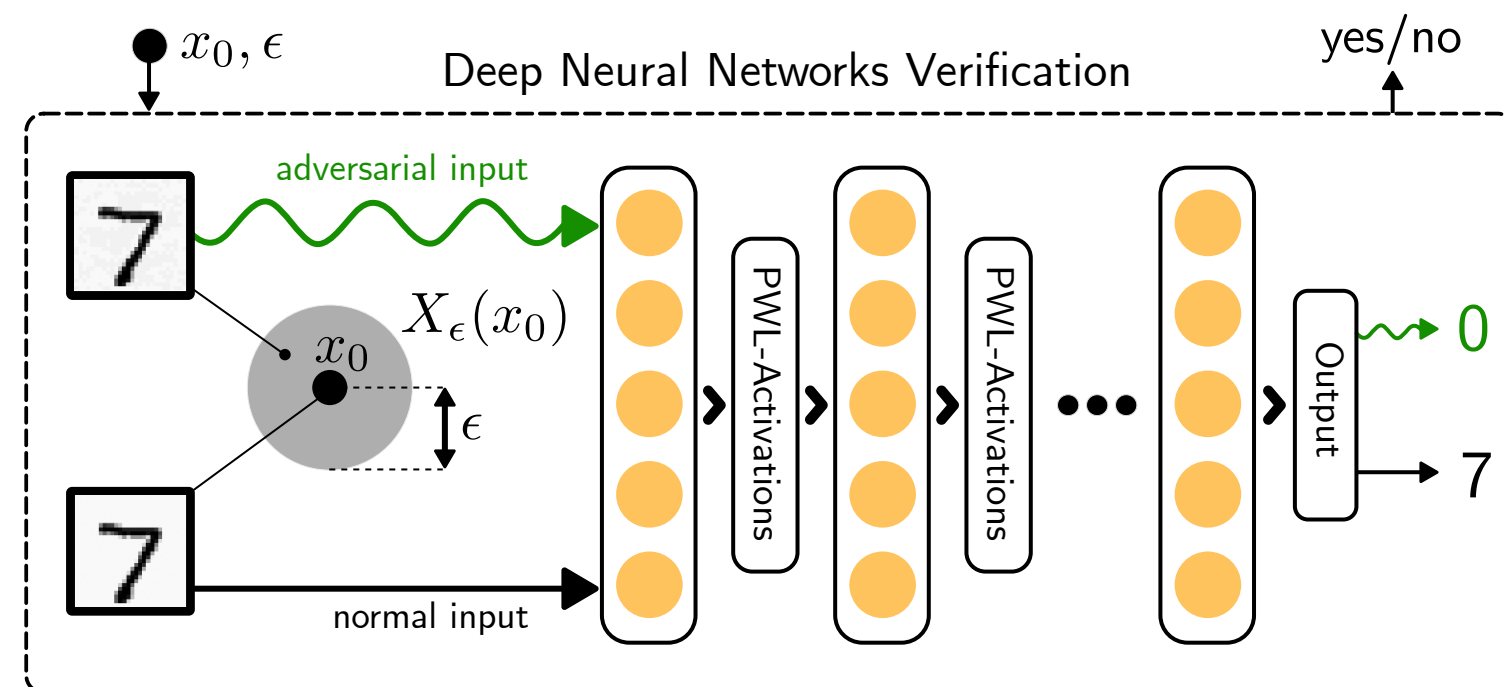 x₀, ϵ
Deep Neural Networks Verification
yes/no
adversarial input
7
X_ϵ(x₀)
x₀
ϵ
7
normal input
PWL-Activations
PWL-Activations
Output
0
7